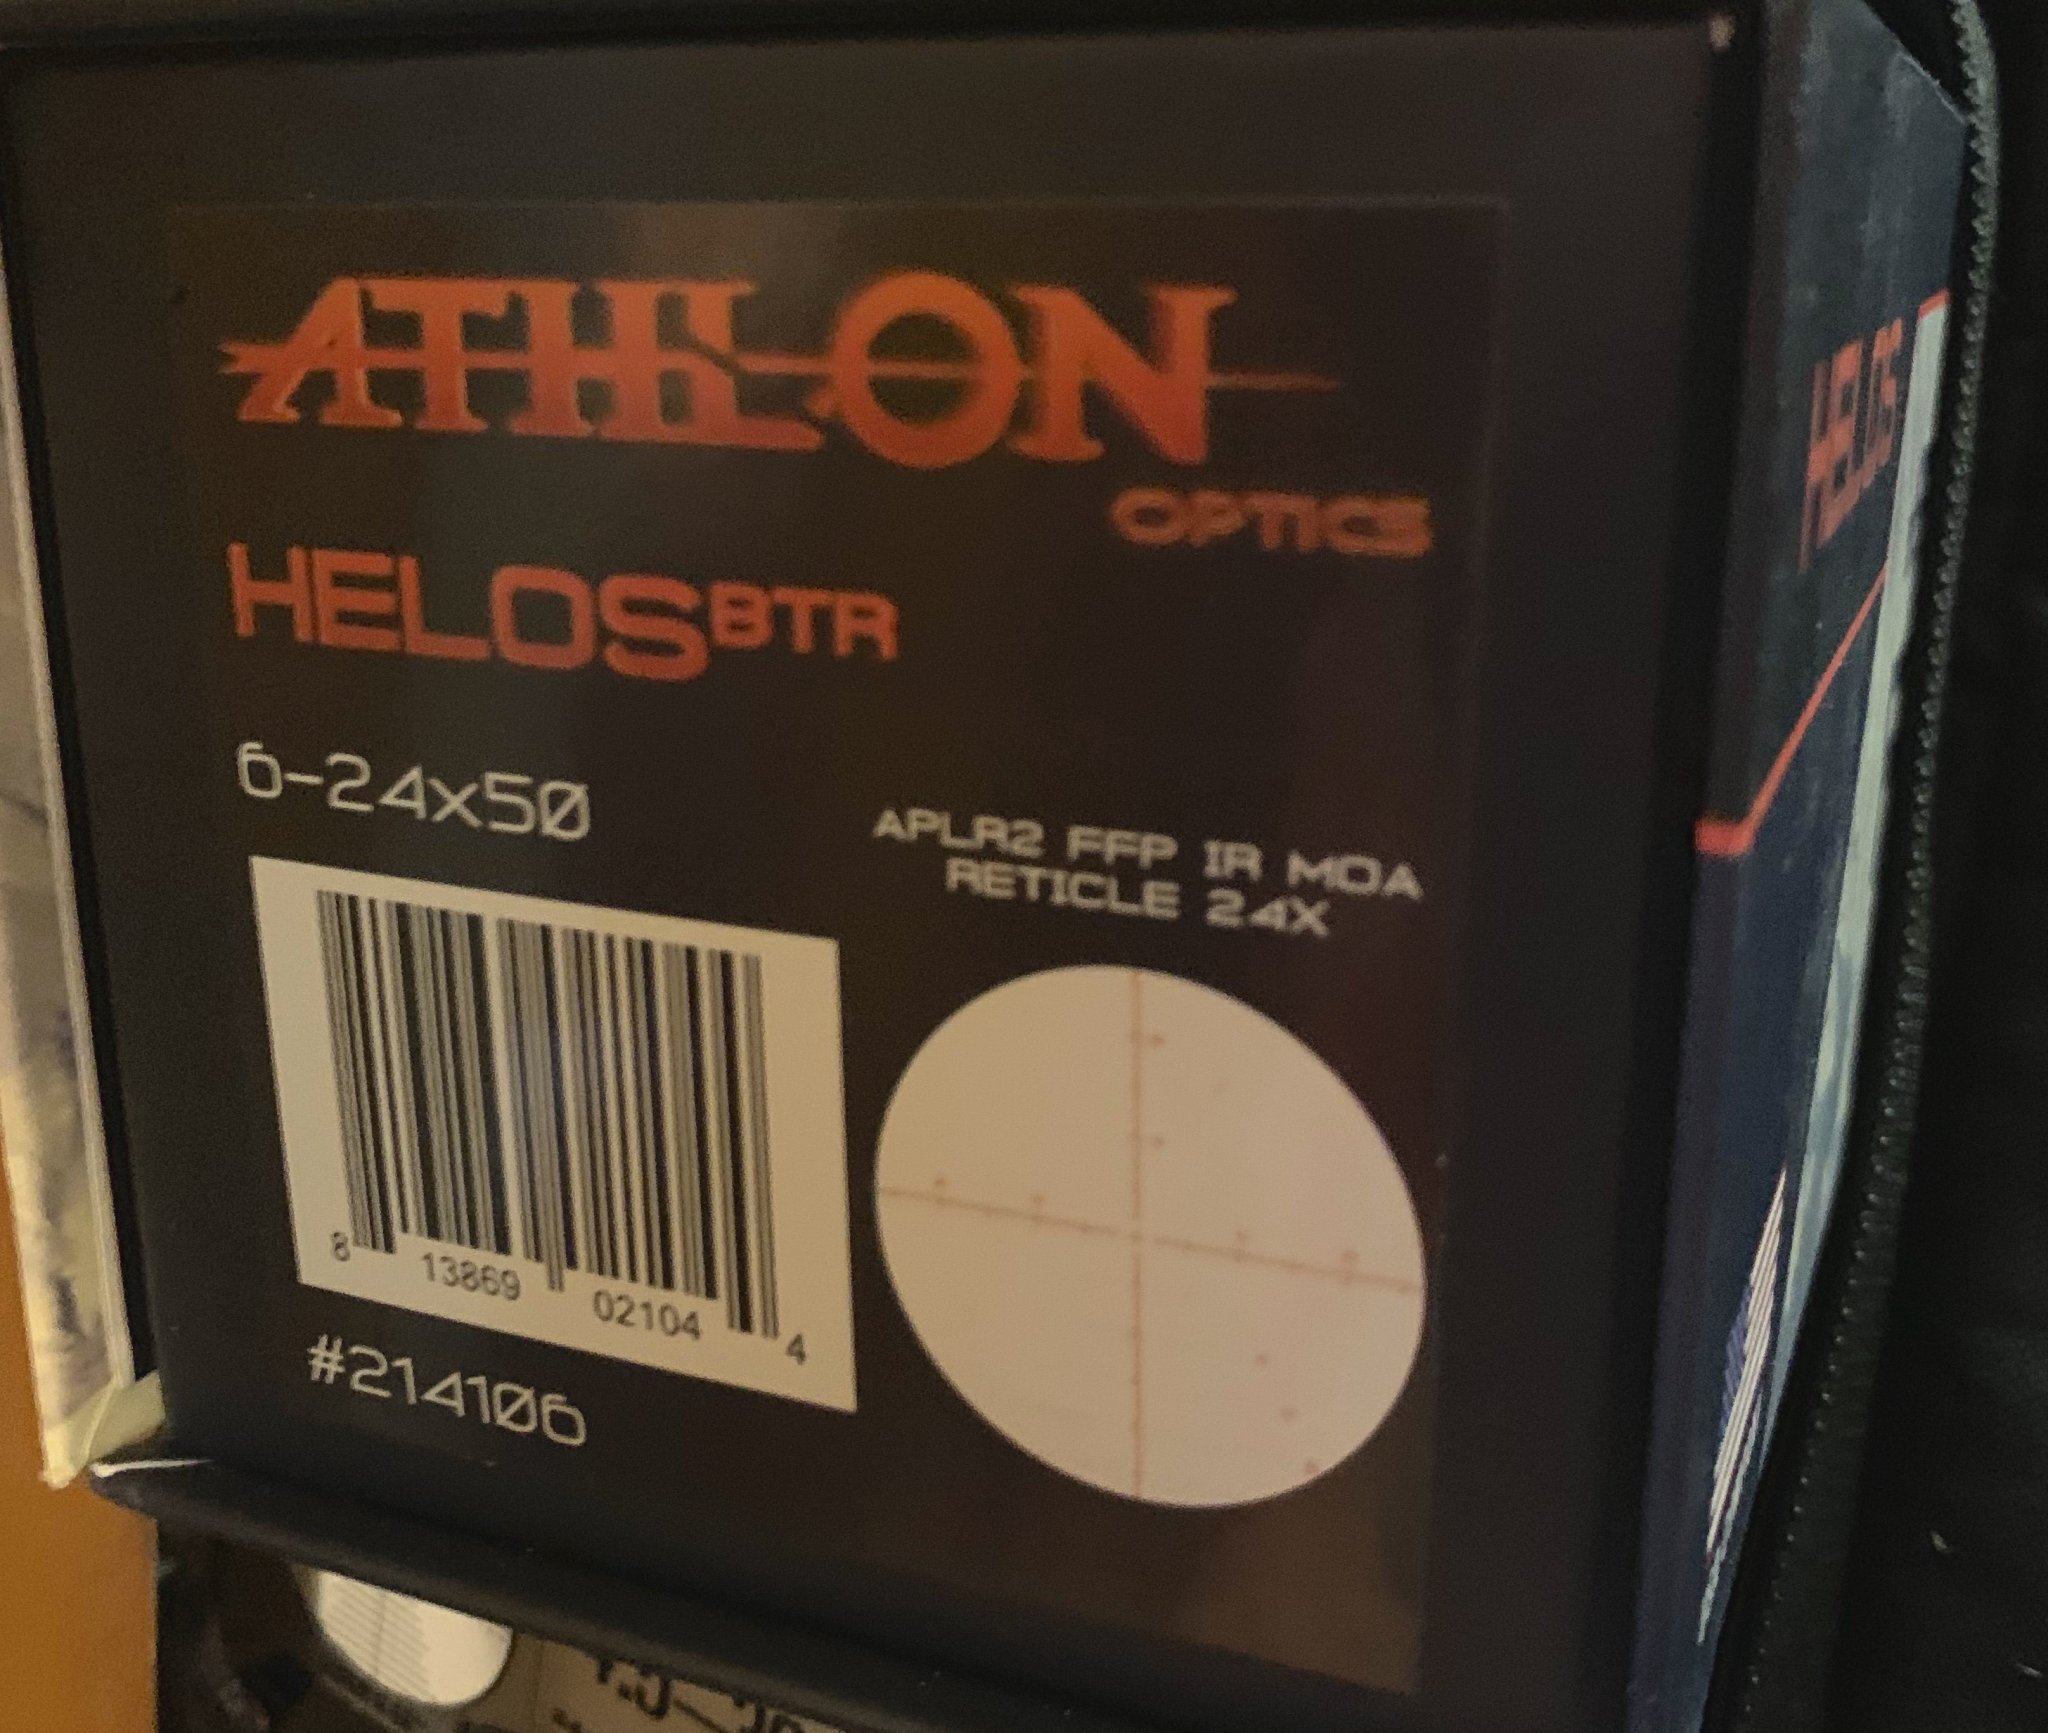 ATHLON
OPTICS
HELOS BTR
6-24x50
APLR2 FFP IR MOA
RETICLE 24X
8 13869 02104 4
#214106
HELOS